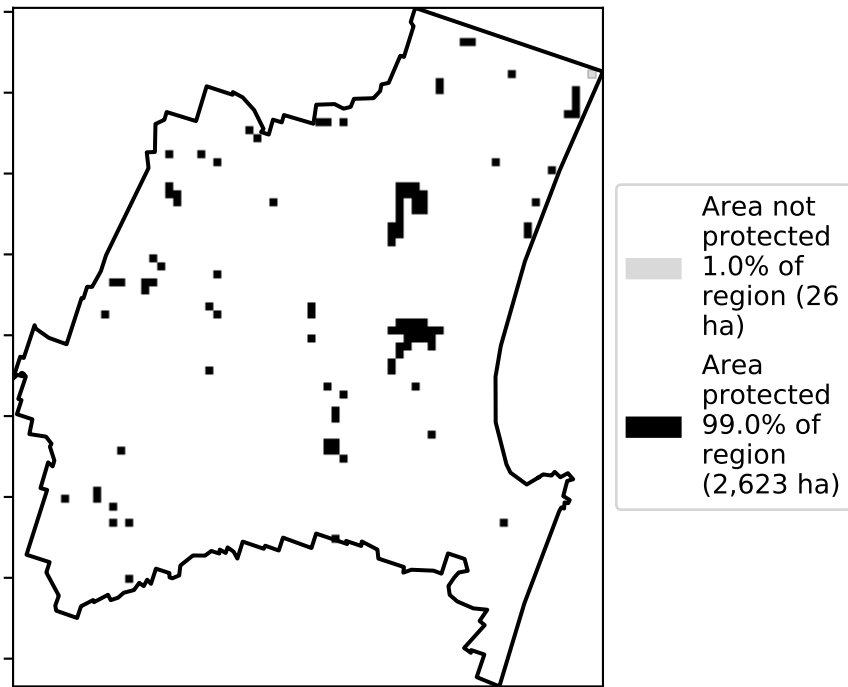 Area not
protected
1.0% of
region (26
ha)
Area
protected
99.0% of
region
(2,623 ha)